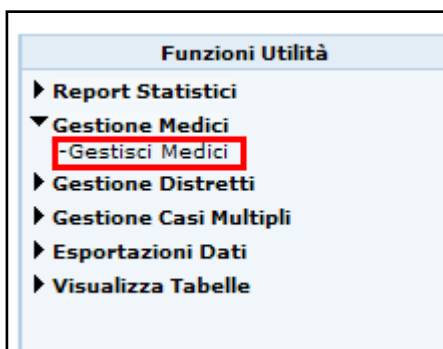 Funzioni Utilità
Report Statistici
Gestione Medici
-Gestisci Medici
Gestione Distretti
Gestione Casi Multipli
Esportazioni Dati
Visualizza Tabelle